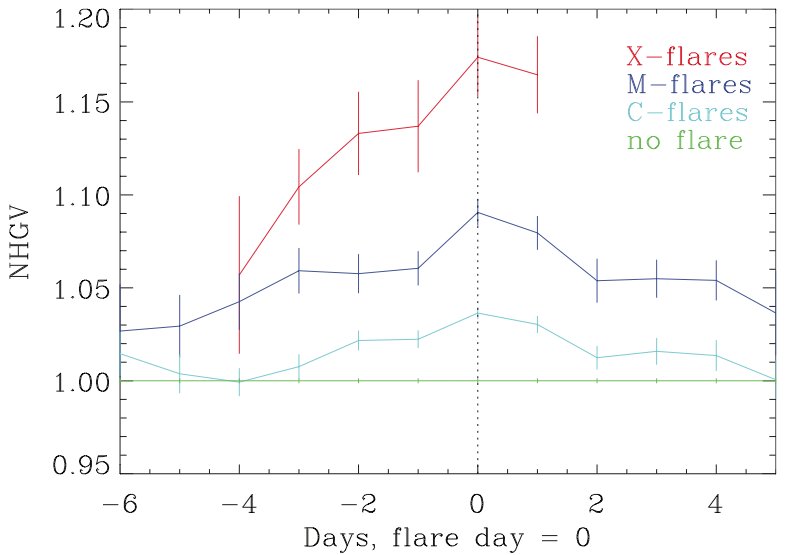 1.20
1.15
1.10
1.05
1.00
0.95
NHGV
X-flares
M-flares
C-flares
no flare
-6
-4
-2
0
2
4
Days, flare day = 0